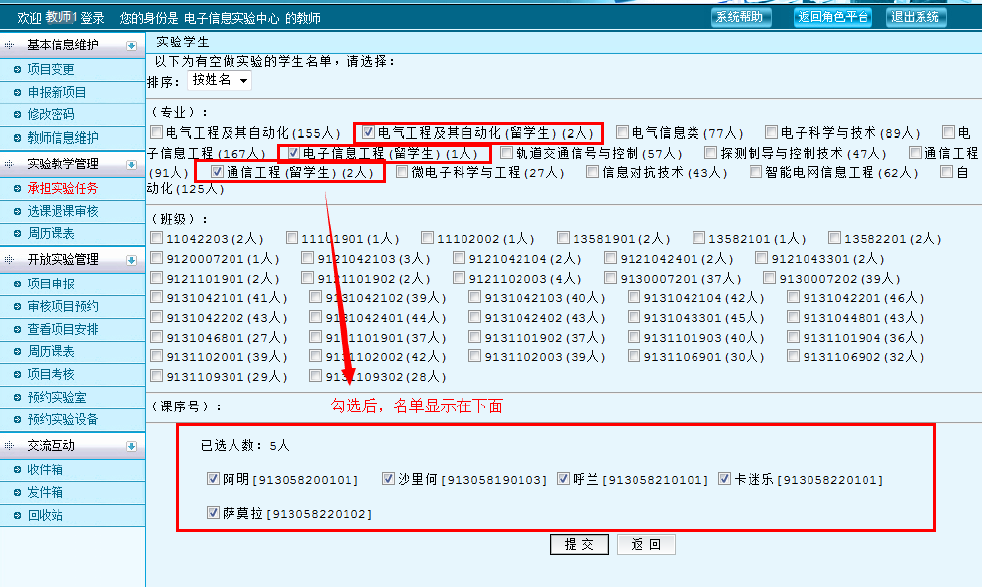 欢迎 教师1 登录 您的身份是 电子信息实验中心 的教师
系统帮助 返回角色平台 退出系统
基本信息维护
项目变更
申报新项目
修改密码
教师信息维护
实验教学管理
承担实验任务
选课退课审核
周历课表
开放实验管理
项目申报
审核项目预约
查看项目安排
周历课表
项目考核
预约实验室
预约实验设备
交流互动
收件箱
发件箱
回收站
实验学生
以下为有空做实验的学生名单，请选择：
排序： 按姓名
（专业）：
电气工程及其自动化(155人) 电气工程及其自动化(留学生)(2人) 电气信息类(77人) 电子科学与技术(89人) 电
子信息工程(167人) 电子信息工程(留学生)(1人) 轨道交通信号与控制(57人) 探测制导与控制技术(47人) 通信工程
(91人) 通信工程(留学生)(2人) 微电子科学与工程(27人) 信息对抗技术(43人) 智能电网信息工程(62人) 自
动化(125人)
（班级）：
11042203(2人) 11101901(1人) 11102002(1人) 13581901(2人) 13582101(1人) 13582201(2人)
9120007201(1人) 9121042103(3人) 9121042104(2人) 9121042401(2人) 9121043201(2人)
9121101901(2人) 9121101902(2人) 9121102003(4人) 9130007201(37人) 9130007202(39人)
9131042101(41人) 9131042102(39人) 9131042103(40人) 9131042104(42人) 9131042201(46人)
9131042202(43人) 9131042401(44人) 9131042402(43人) 9131043301(45人) 9131044801(43人)
9131046801(27人) 9131101901(37人) 9131101902(37人) 9131101903(40人) 9131101904(36人)
9131102001(39人) 9131102002(42人) 9131102003(39人) 9131106901(30人) 9131106902(32人)
9131109301(29人) 9131109302(28人)
（课序号）：
勾选后，名单显示在下面
已选人数：5人
阿明[913058200101] 沙里何[913058190103] 呼兰[913058210101] 卡迷乐[913058220101]
萨莫拉[913058220102]
提交 返回